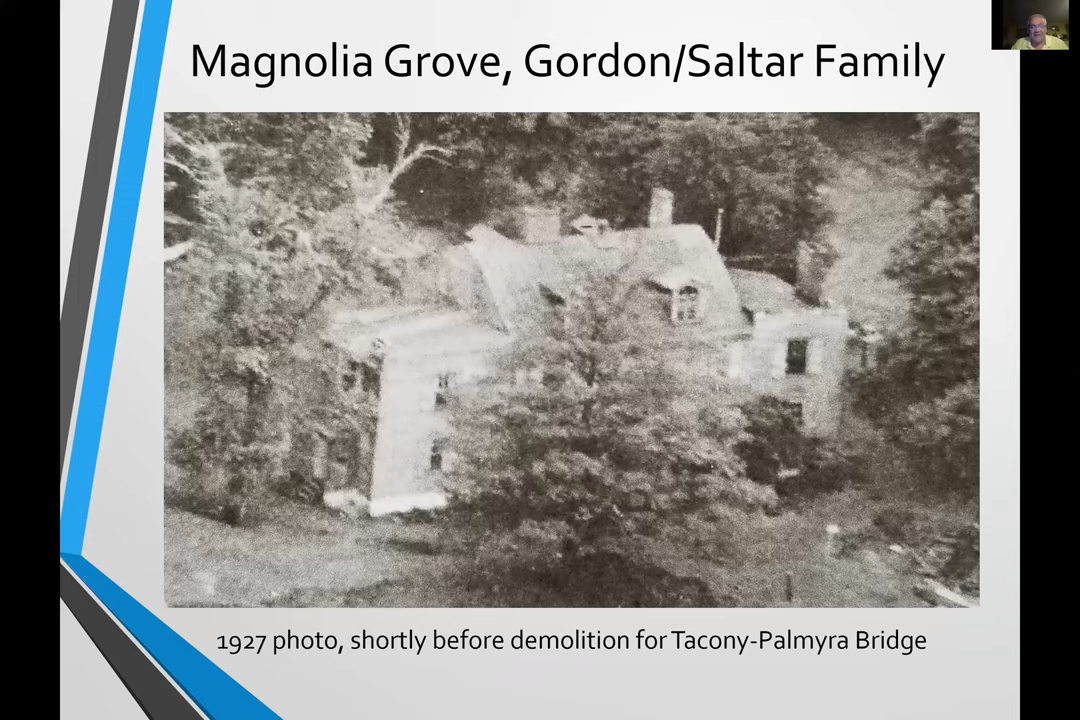 Magnolia Grove, Gordon/Saltar Family
1927 photo, shortly before demolition for Tacony-Palmyra Bridge